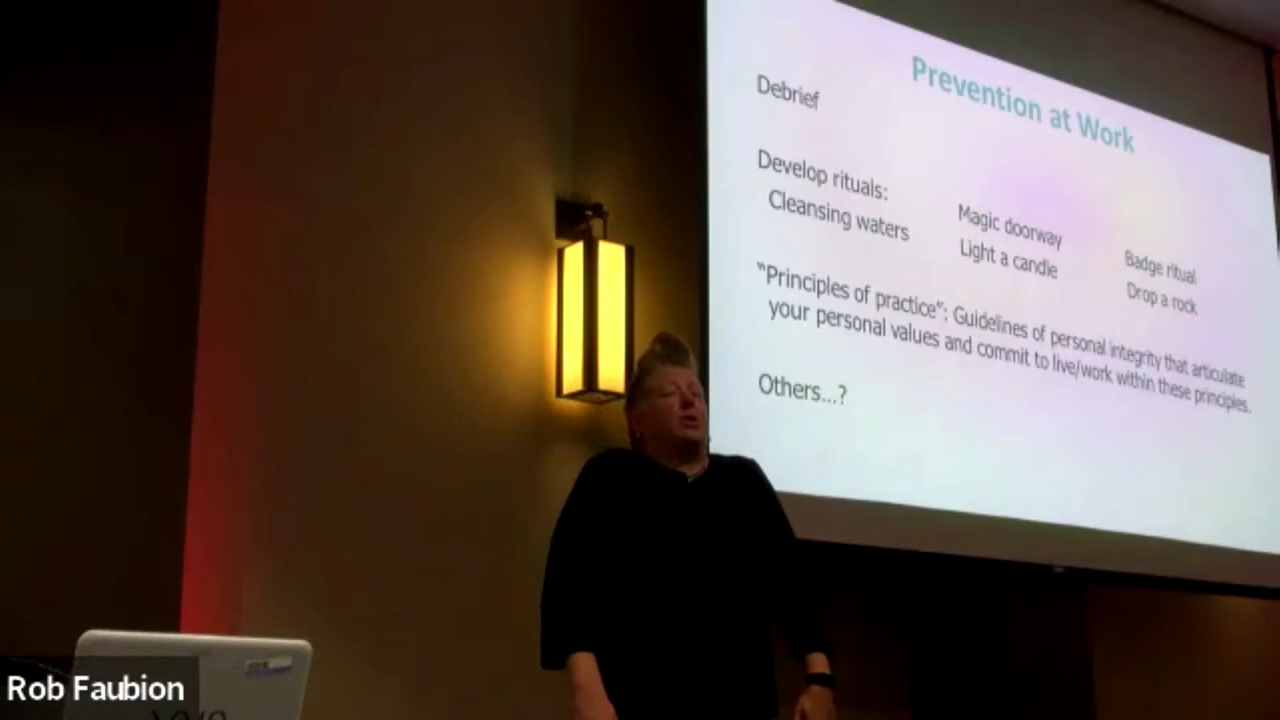 Prevention at Work
Debrief
Develop rituals:
Cleansing waters
Magic doorway
Light a candle
Badge ritual
Drop a rock
“Principles of practice”: Guidelines of personal integrity that articulate
your personal values and commit to live/work within these principles.
Others...?
Rob Faubion